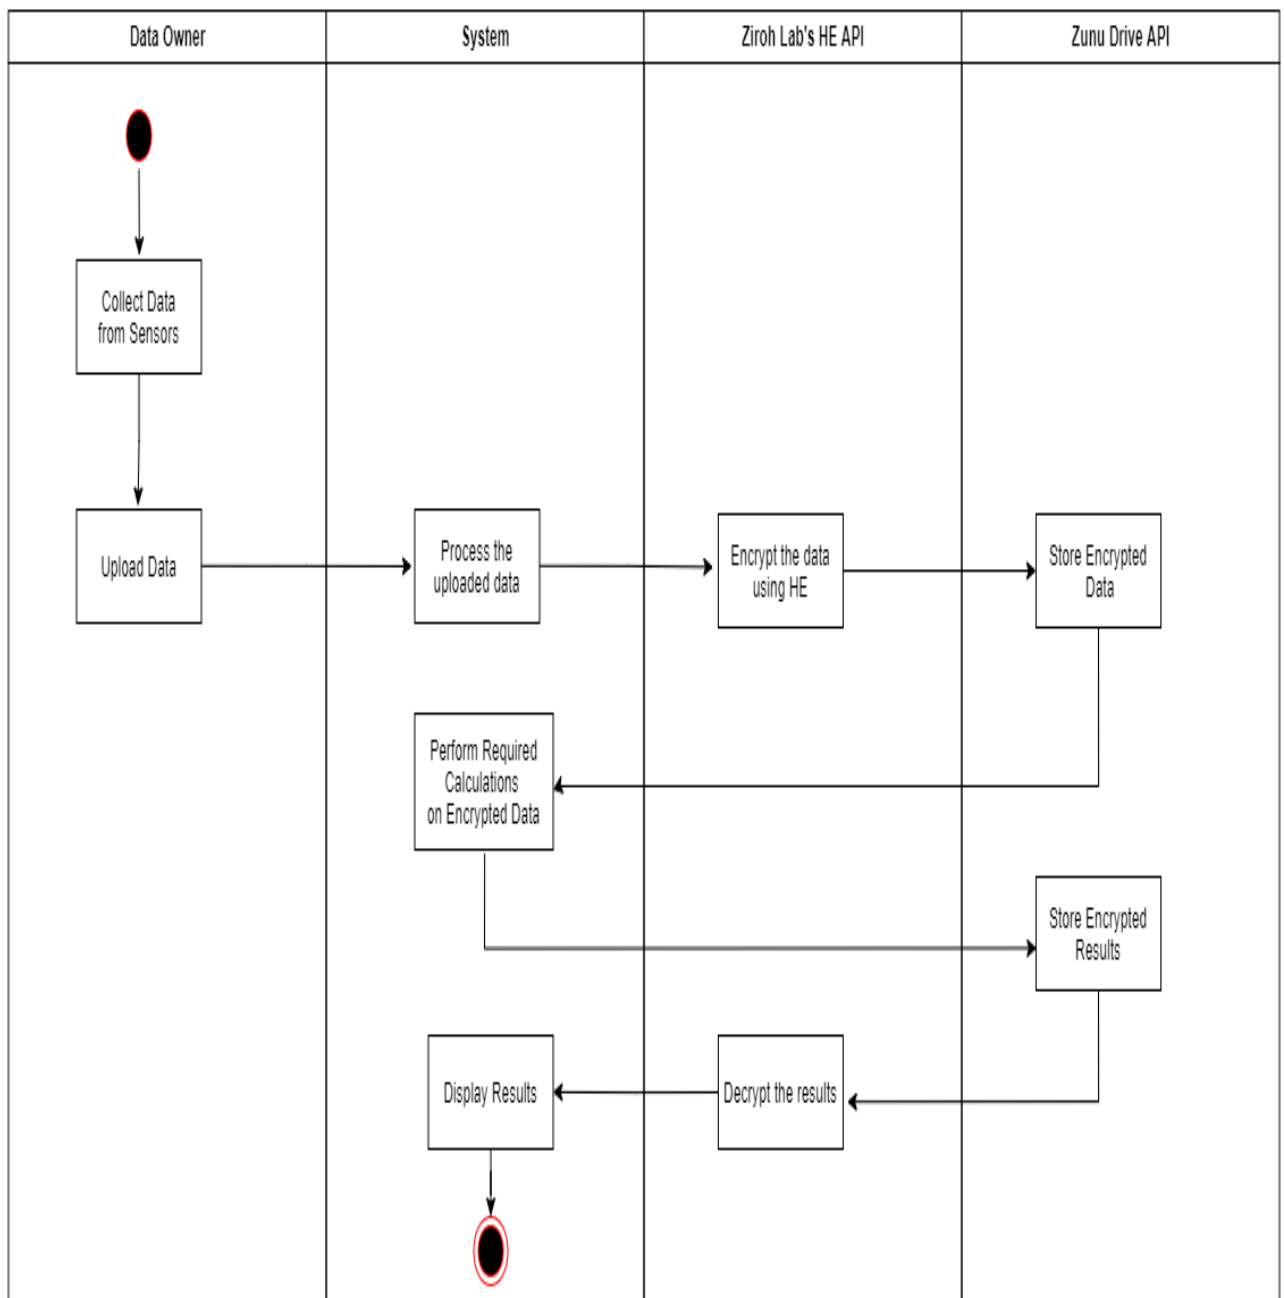 Data Owner
System
Ziroh Lab's HE API
Zunu Drive API
Collect Data
from Sensors
Upload Data
Process the
uploaded data
Encrypt the data
using HE
Store Encrypted
Data
Perform Required
Calculations
on Encrypted Data
Store Encrypted
Results
Display Results
Decrypt the results